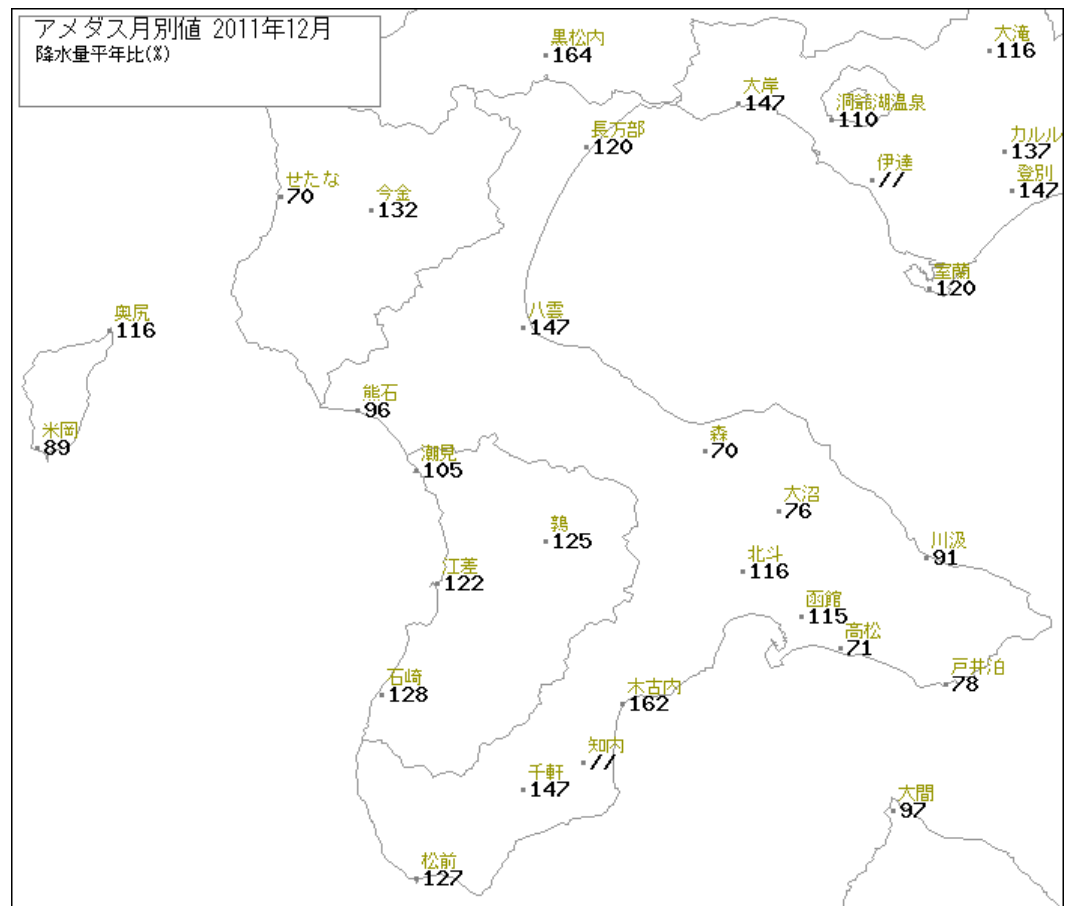 アメダス月別値 2011年12月
降水量平年比(%)
黒松内
164
大滝
116
大岸
147
洞爺湖温泉
110
長万部
120
カルル
137
伊達
//
登別
147
せたな
70
今金
132
室蘭
120
奥尻
116
八雲
147
熊石
96
米岡
89
森
70
潮見
105
大沼
76
鶉
125
川汲
91
北斗
116
江差
122
函館
115
高松
71
戸井泊
78
石崎
128
木古内
162
知内
//
千軒
147
大間
97
松前
127